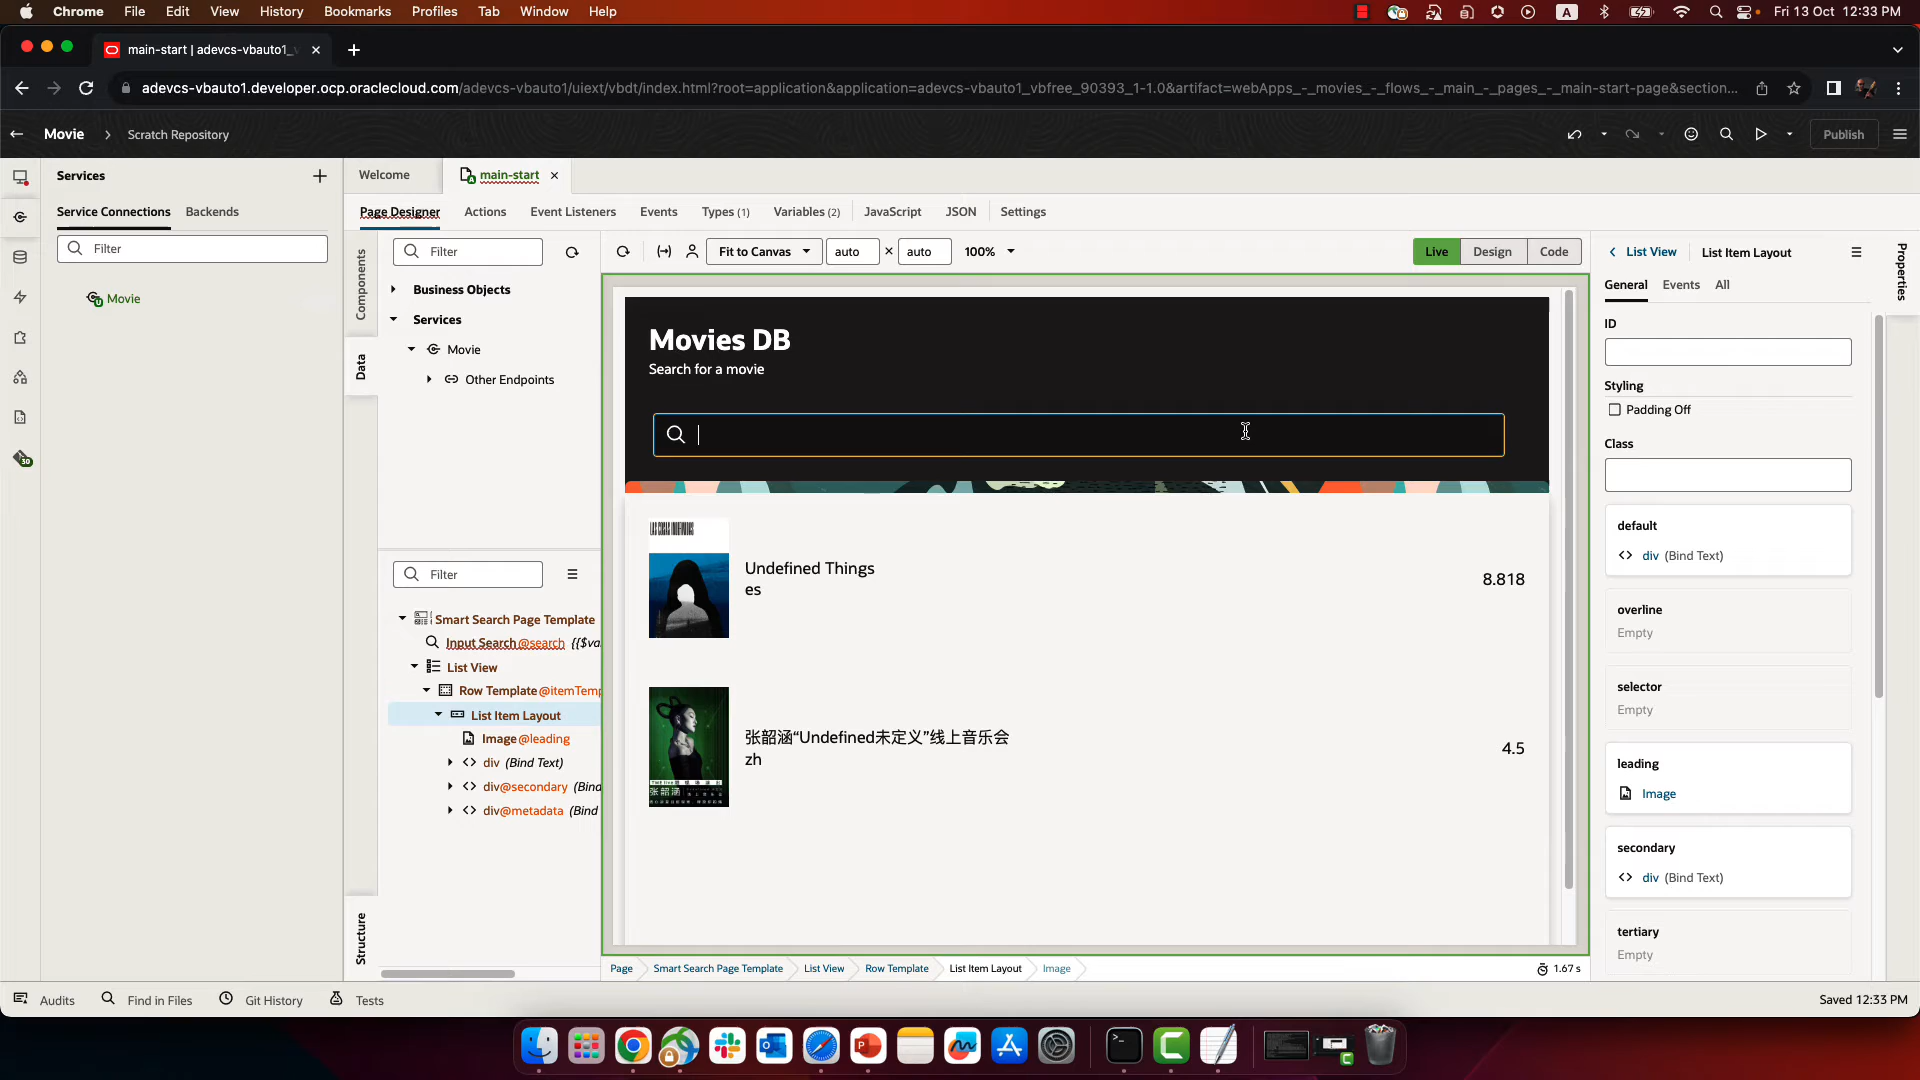 Chrome File Edit View History Bookmarks Profiles Tab Window Help
A Fri 13 Oct 12:33 PM
main-start | adevcs-vbauto1_v
adevcs-vbauto1.developer.ocp.oraclecloud.com/adevcs-vbauto1/uiext/vbdt/index.html?root=application&application=adevcs-vbauto1_vbfree_90393_1-1.0&artifact=webApps_-_movies_-_flows_-_main_-_pages_-_main-start-page&section...
Movie Scratch Repository
Publish
Services
Service Connections Backends
Filter
Movie
30
Welcome main-start
Page Designer Actions Event Listeners Events Types (1) Variables (2) JavaScript JSON Settings
Components
Data
Structure
Filter
Business Objects
Services
Movie
Other Endpoints
Filter
Smart Search Page Template
Input Search@search {{$va
List View
Row Template@itemTemp
List Item Layout
Image@leading
div (Bind Text)
div@secondary (Bind
div@metadata (Bind
Fit to Canvas auto × auto 100%
Live Design Code
Movies DB
Search for a movie
Undefined Things
es
8.818
张韶涵“Undefined未定义”线上音乐会
zh
4.5
Page Smart Search Page Template List View Row Template List Item Layout Image
1.67 s
List View List Item Layout
Properties
General Events All
ID
Styling
Padding Off
Class
default
div (Bind Text)
overline
Empty
selector
Empty
leading
Image
secondary
div (Bind Text)
tertiary
Empty
Audits Find in Files Git History Tests
Saved 12:33 PM